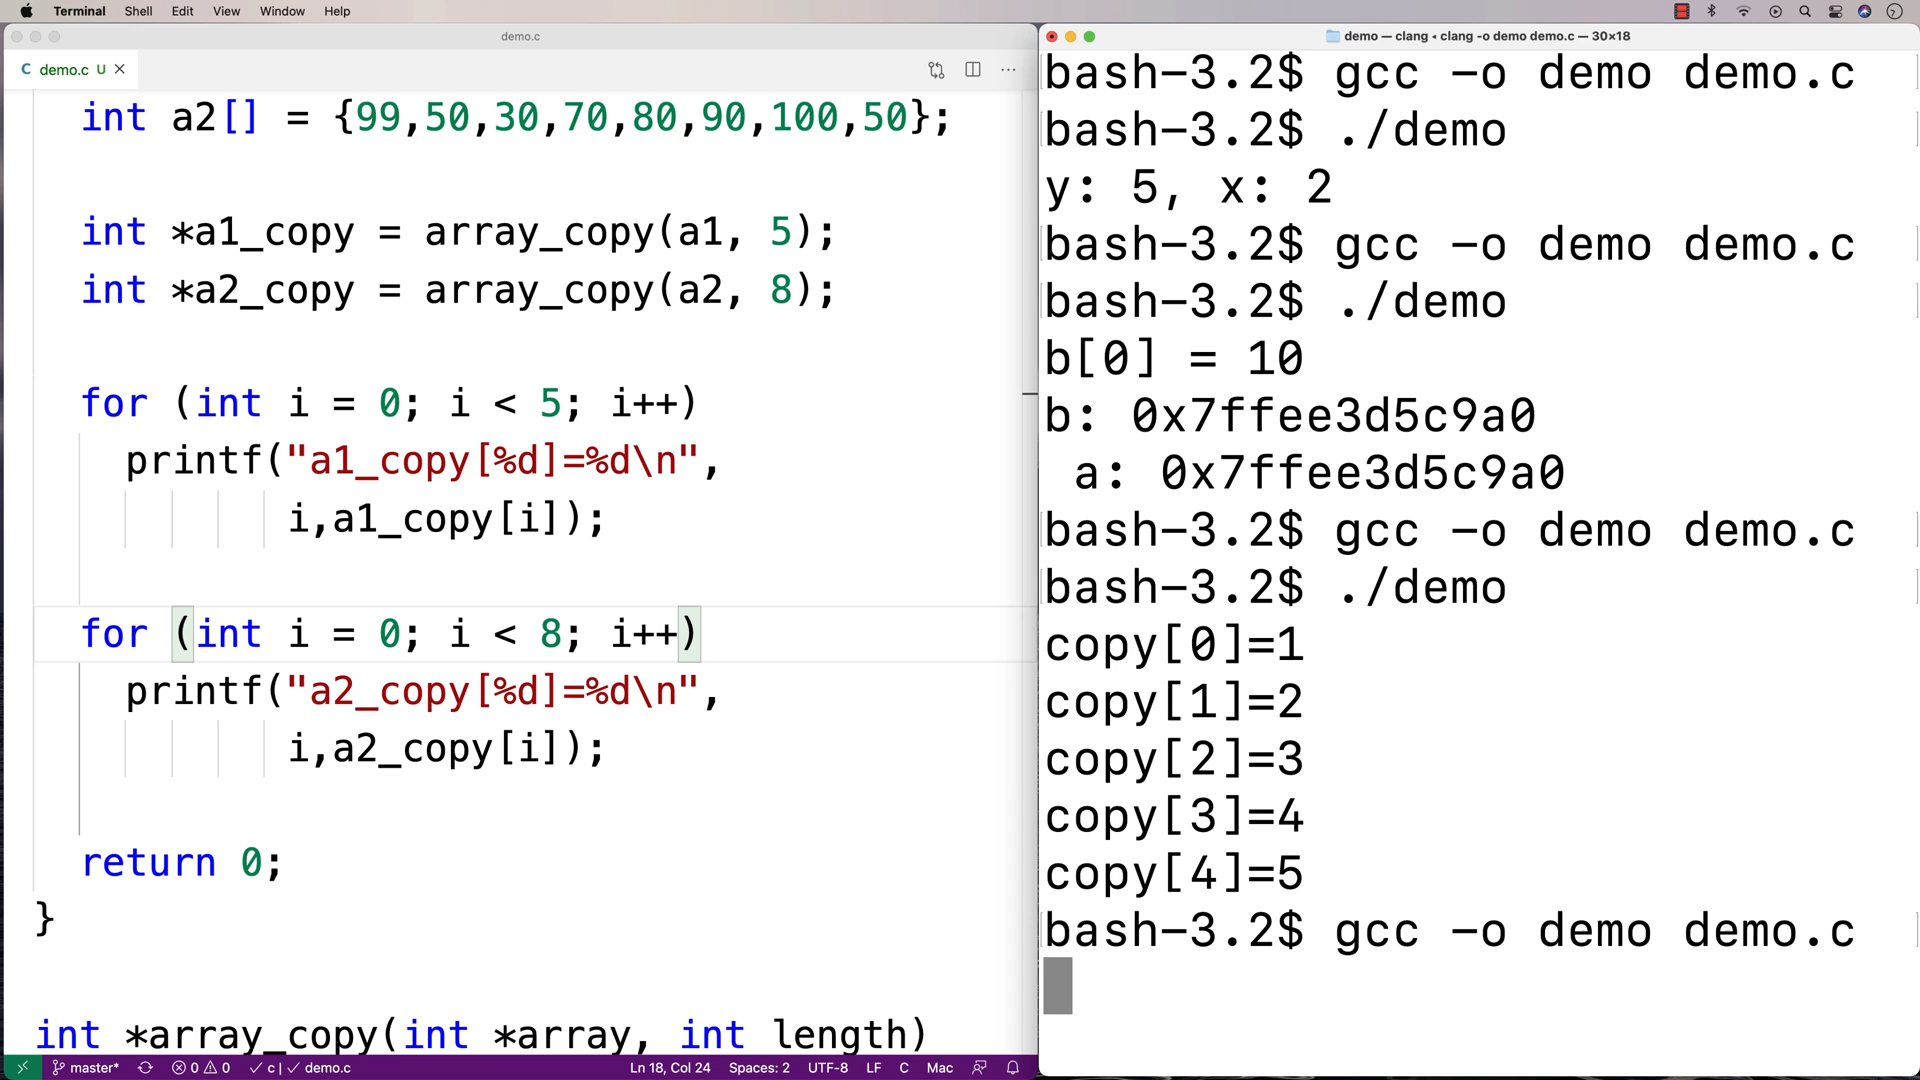 Terminal Shell Edit View Window Help
demo.c
C demo.c U
int a2[] = {99,50,30,70,80,90,100,50};
int *a1_copy = array_copy(a1, 5);
int *a2_copy = array_copy(a2, 8);
for (int i = 0; i < 5; i++)
printf("a1_copy[%d]=%d\n",
i,a1_copy[i]);
for (int i = 0; i < 8; i++)
printf("a2_copy[%d]=%d\n",
i,a2_copy[i]);
return 0;
}
int *array_copy(int *array, int length)
master* 0 0 c | demo.c Ln 18, Col 24 Spaces: 2 UTF-8 LF C Mac
demo — clang ◂ clang -o demo demo.c — 30×18
bash-3.2$ gcc -o demo demo.c
bash-3.2$ ./demo
y: 5, x: 2
bash-3.2$ gcc -o demo demo.c
bash-3.2$ ./demo
b[0] = 10
b: 0x7ffee3d5c9a0
a: 0x7ffee3d5c9a0
bash-3.2$ gcc -o demo demo.c
bash-3.2$ ./demo
copy[0]=1
copy[1]=2
copy[2]=3
copy[3]=4
copy[4]=5
bash-3.2$ gcc -o demo demo.c